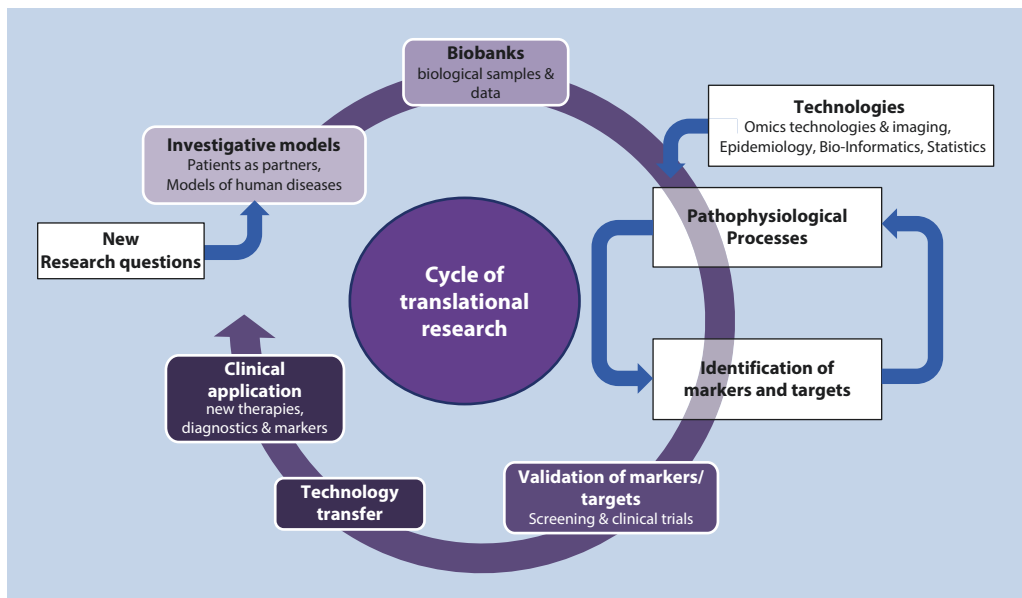 Biobanks
biological samples &
data
Technologies
Omics technologies & imaging,
Epidemiology, Bio-Informatics, Statistics
Investigative models
Patients as partners,
Models of human diseases
New
Research questions
Pathophysiological
Processes
Cycle of
translational
research
Identification of
markers and targets
Clinical
application
new therapies,
diagnostics & markers
Validation of markers/
targets
Screening & clinical trials
Technology
transfer